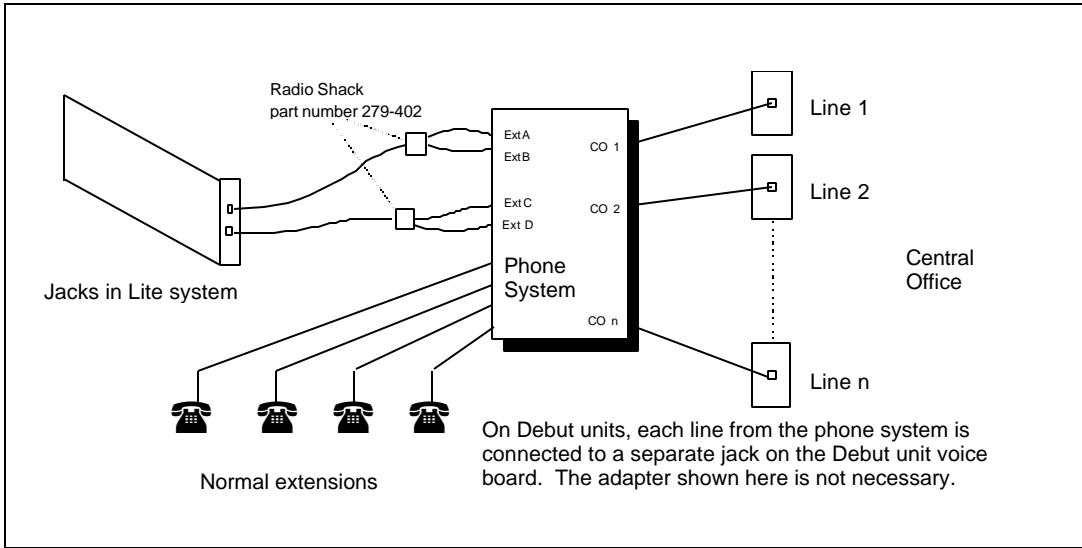 Radio Shack
part number 279-402
ExtA
ExtB
ExtC
Ext D
Phone
System
CO 1
CO 2
CO n
Line 1
Line 2
Line n
Central
Office
Jacks in Lite system
Normal extensions
On Debut units, each line from the phone system is
connected to a separate jack on the Debut unit voice
board. The adapter shown here is not necessary.